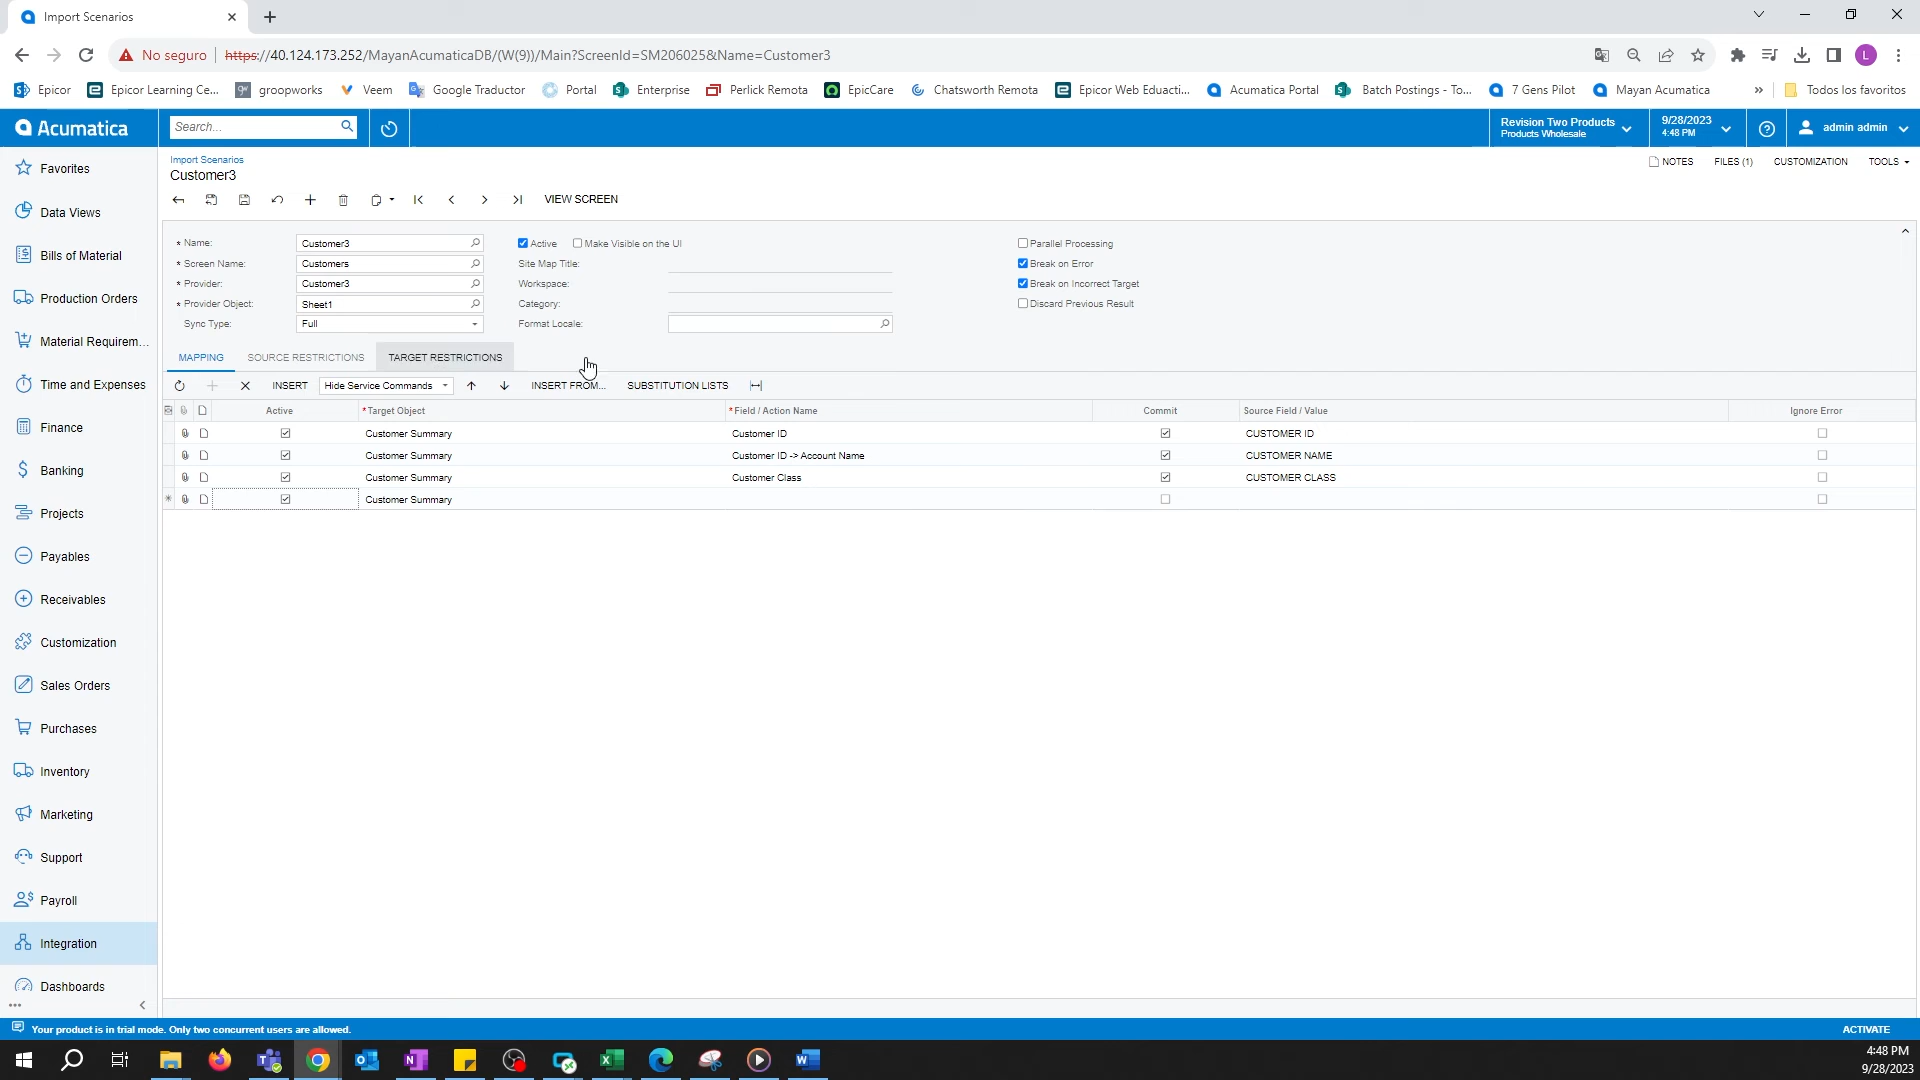 Import Scenarios
No seguro
https://40.124.173.252/MayanAcumaticaDB/(W(9))/Main?ScreenId=SM206025&Name=Customer3
L
Epicor
Epicor Learning Ce...
groopworks
Veem
Google Traductor
Portal
Enterprise
Perlick Remota
EpicCare
Chatsworth Remota
Epicor Web Eduacti...
Acumatica Portal
Batch Postings - To...
7 Gens Pilot
Mayan Acumatica
»
Todos los favoritos
Acumatica
Search...
Revision Two Products
Products Wholesale
9/28/2023
4:48 PM
admin admin
Import Scenarios
Customer3
NOTES
FILES (1)
CUSTOMIZATION
TOOLS
VIEW SCREEN
* Name: Customer3
* Screen Name: Customers
* Provider: Customer3
* Provider Object: Sheet1
Sync Type: Full
Active
Make Visible on the UI
Site Map Title:
Workspace:
Category:
Format Locale:
Parallel Processing
Break on Error
Break on Incorrect Target
Discard Previous Result
MAPPING
SOURCE RESTRICTIONS
TARGET RESTRICTIONS
INSERT
Hide Service Commands
INSERT FROM...
SUBSTITUTION LISTS
Active *Target Object *Field / Action Name Commit Source Field / Value Ignore Error
Customer Summary Customer ID CUSTOMER ID
Customer Summary Customer ID -> Account Name CUSTOMER NAME
Customer Summary Customer Class CUSTOMER CLASS
Customer Summary
Favorites
Data Views
Bills of Material
Production Orders
Material Requirem...
Time and Expenses
Finance
Banking
Projects
Payables
Receivables
Customization
Sales Orders
Purchases
Inventory
Marketing
Support
Payroll
Integration
Dashboards
Your product is in trial mode. Only two concurrent users are allowed.
ACTIVATE
4:48 PM
9/28/2023